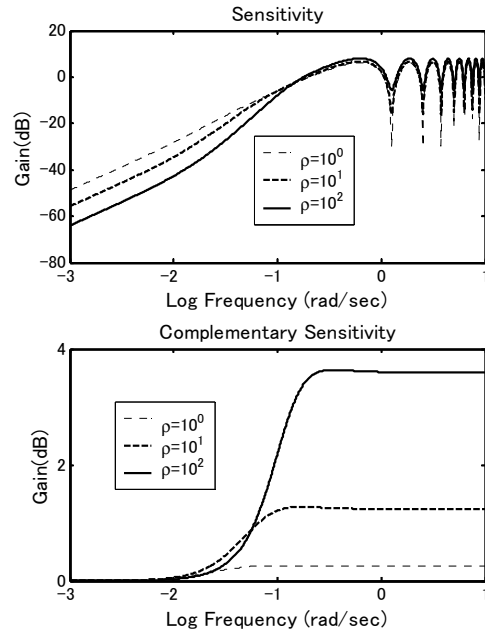 Sensitivity
20
0
-20
-40
-60
-80
Gain(dB)
ρ=10⁰
ρ=10¹
ρ=10²
-3
-2
-1
0
1
Log Frequency (rad/sec)
Complementary Sensitivity
4
2
0
Gain(dB)
ρ=10⁰
ρ=10¹
ρ=10²
-3
-2
-1
0
1
Log Frequency (rad/sec)